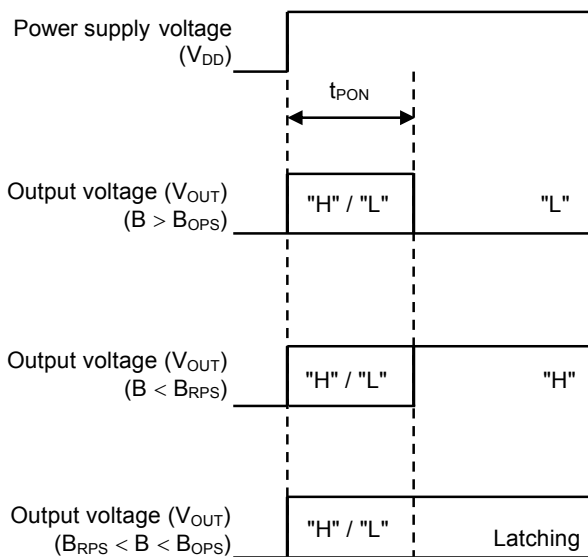 Power supply voltage
(VDD)
tPON
Output voltage (VOUT)
(B > BOPS)
"H" / "L"
"L"
Output voltage (VOUT)
(B < BRPS)
"H" / "L"
"H"
Output voltage (VOUT)
(BRPS < B < BOPS)
"H" / "L"
Latching